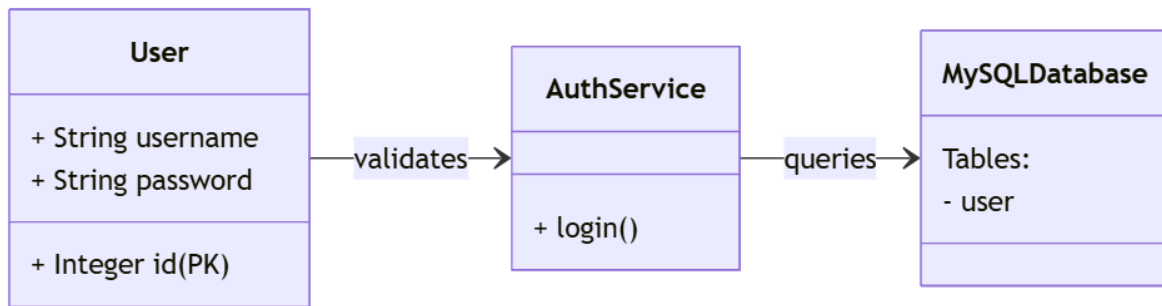 User
+ String username
+ String password
+ Integer id(PK)
validates
AuthService
+ login()
queries
MySQLDatabase
Tables:
- user